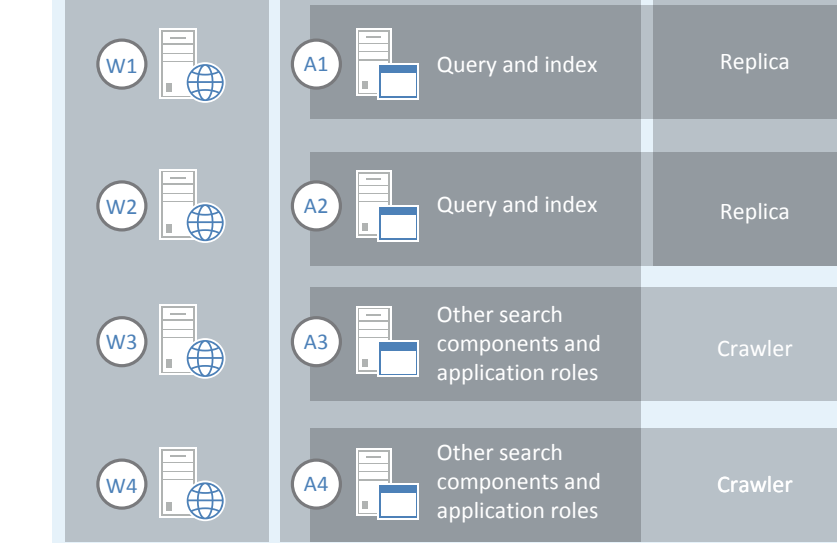 W1
A1
Query and index
Replica
W2
A2
Query and index
Replica
W3
A3
Other search
components and
application roles
Crawler
W4
A4
Other search
components and
application roles
Crawler